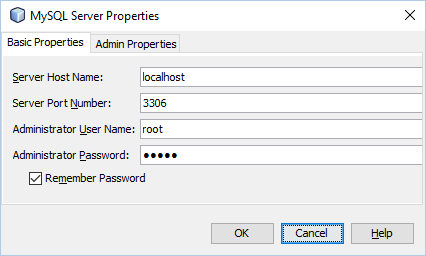 MySQL Server Properties
Basic Properties Admin Properties
Server Host Name: localhost
Server Port Number: 3306
Administrator User Name: root
Administrator Password: •••••
Remember Password
OK Cancel Help